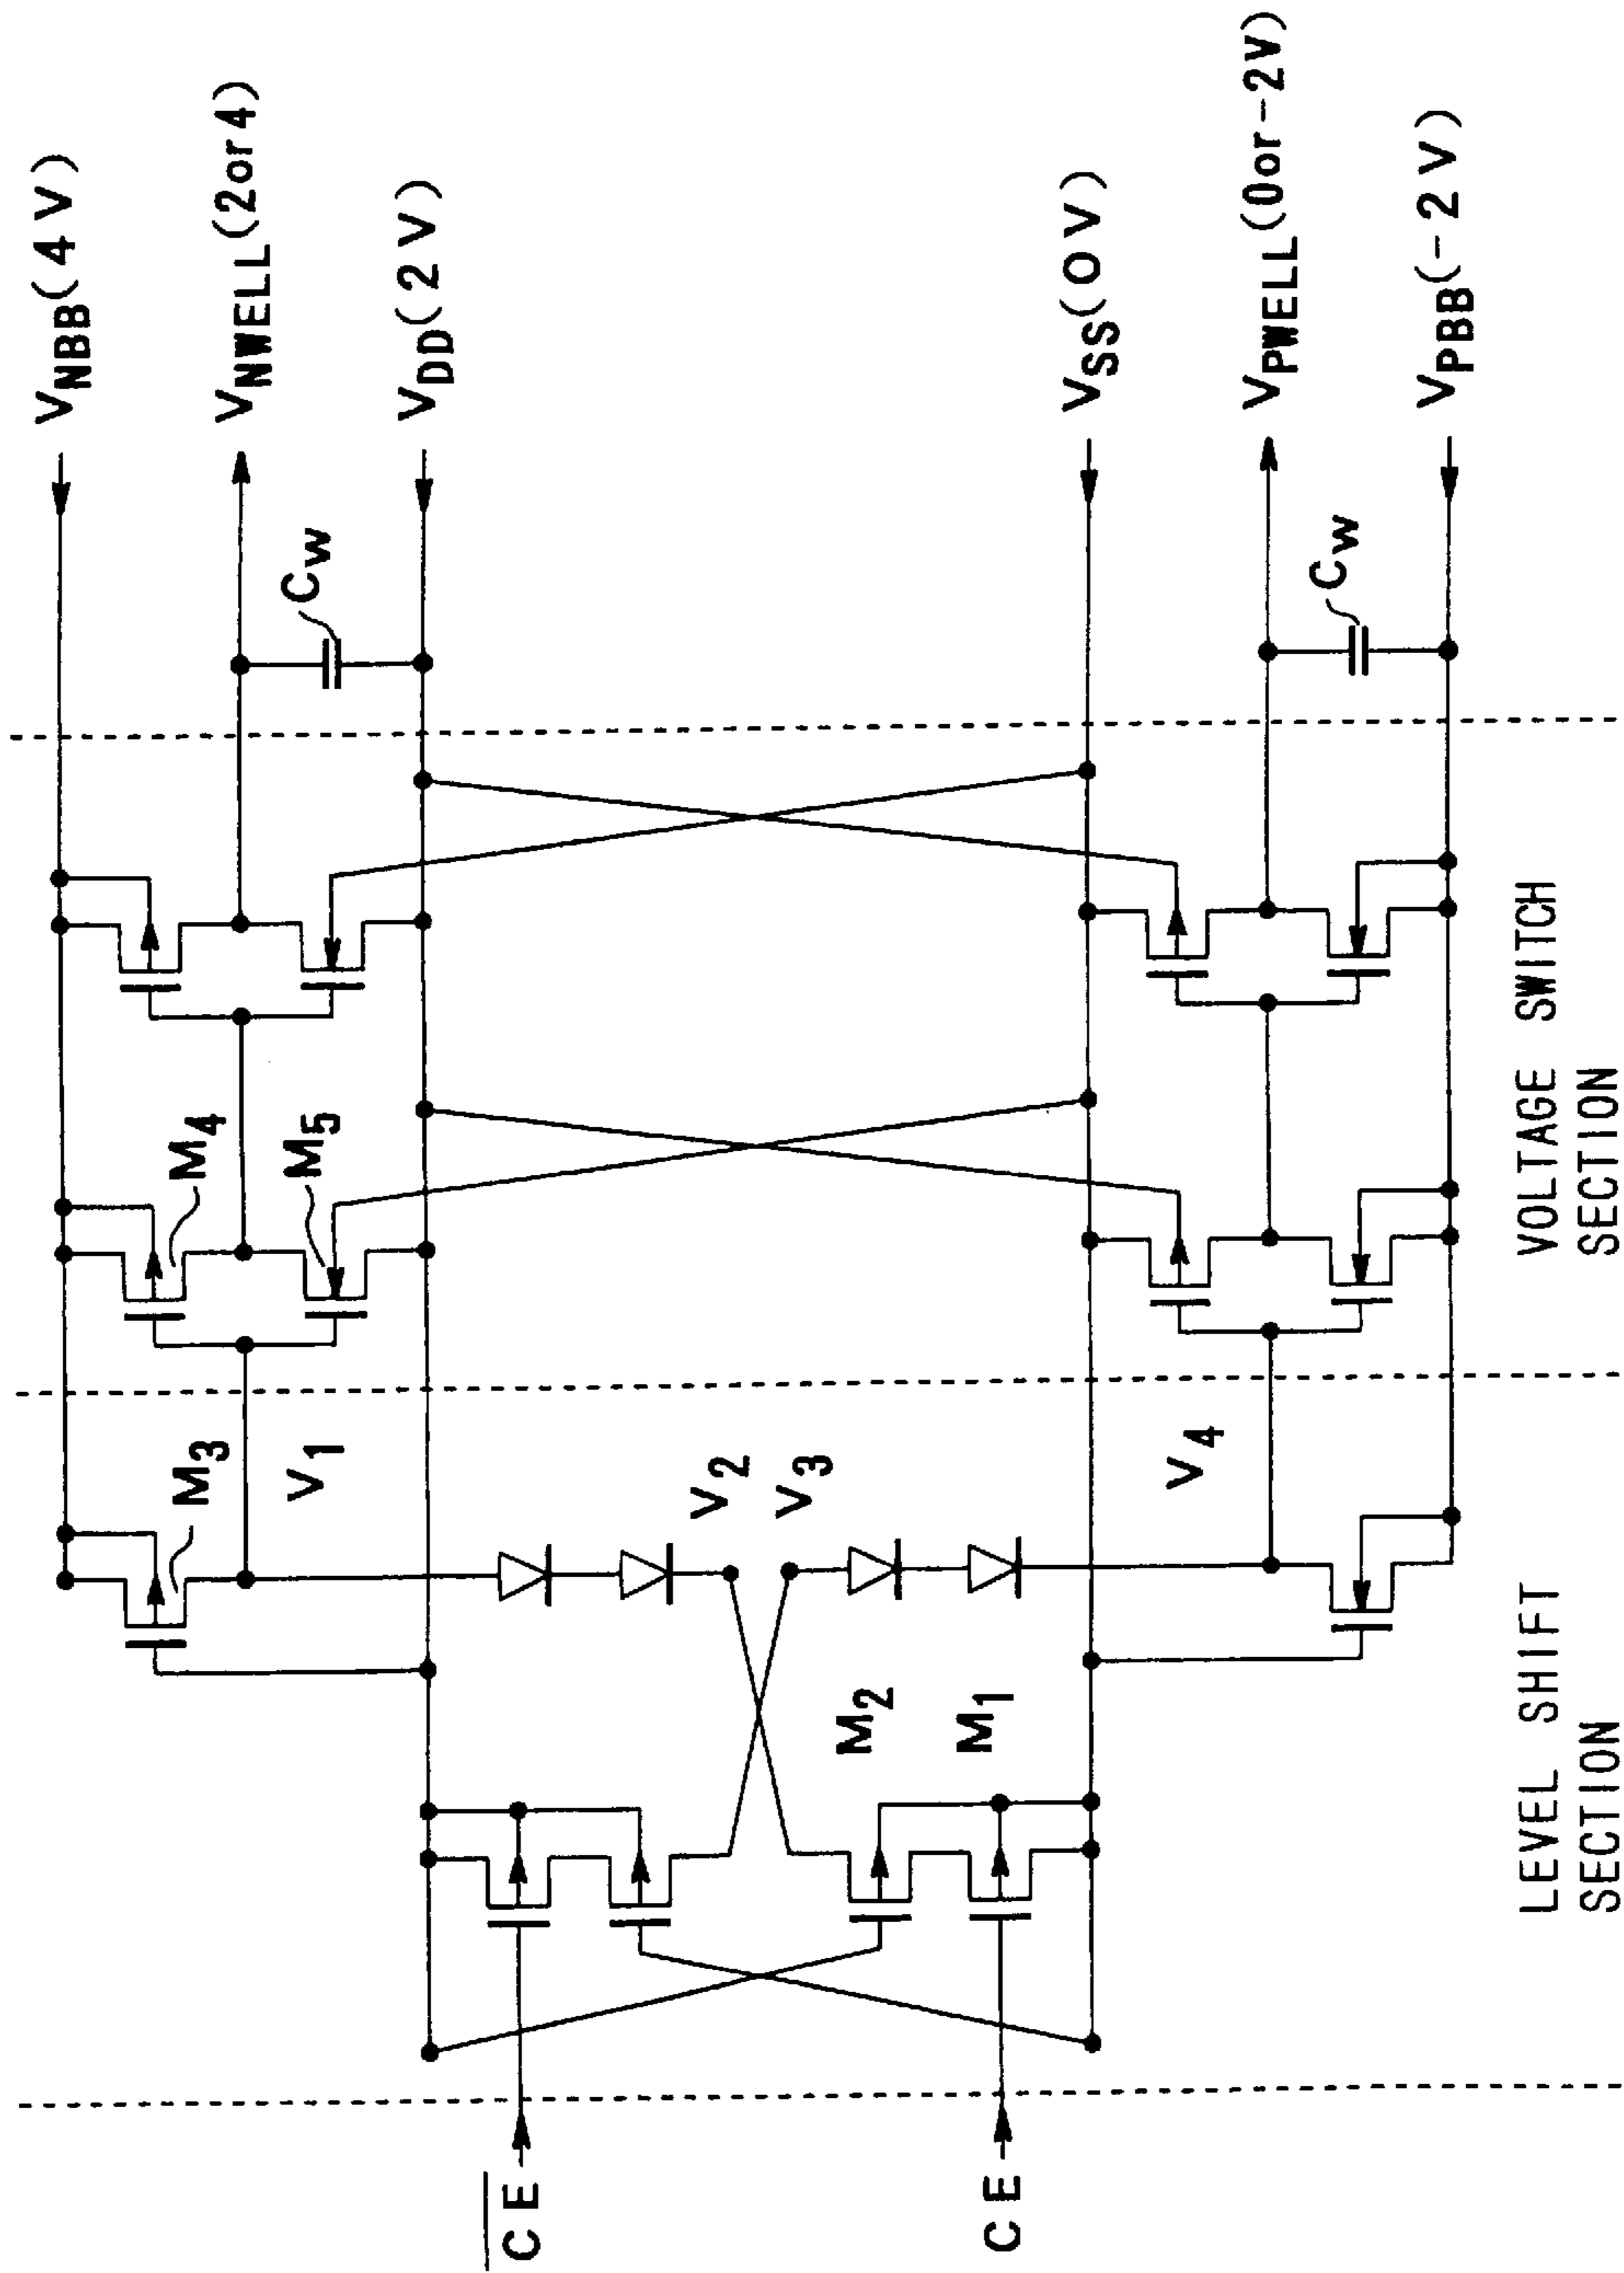 V_NBB (4V)
V_NWELL (2or4)
V_DD (2V)
C_W
V_SS (0V)
V_PWELL (0or-2V)
V_PBB (-2V)
C_W
M_4
M_5
M_3
V_1
V_2
V_3
V_4
M_2
M_1
C̅E̅
CE
LEVEL SHIFT
SECTION
VOLTAGE SWITCH
SECTION